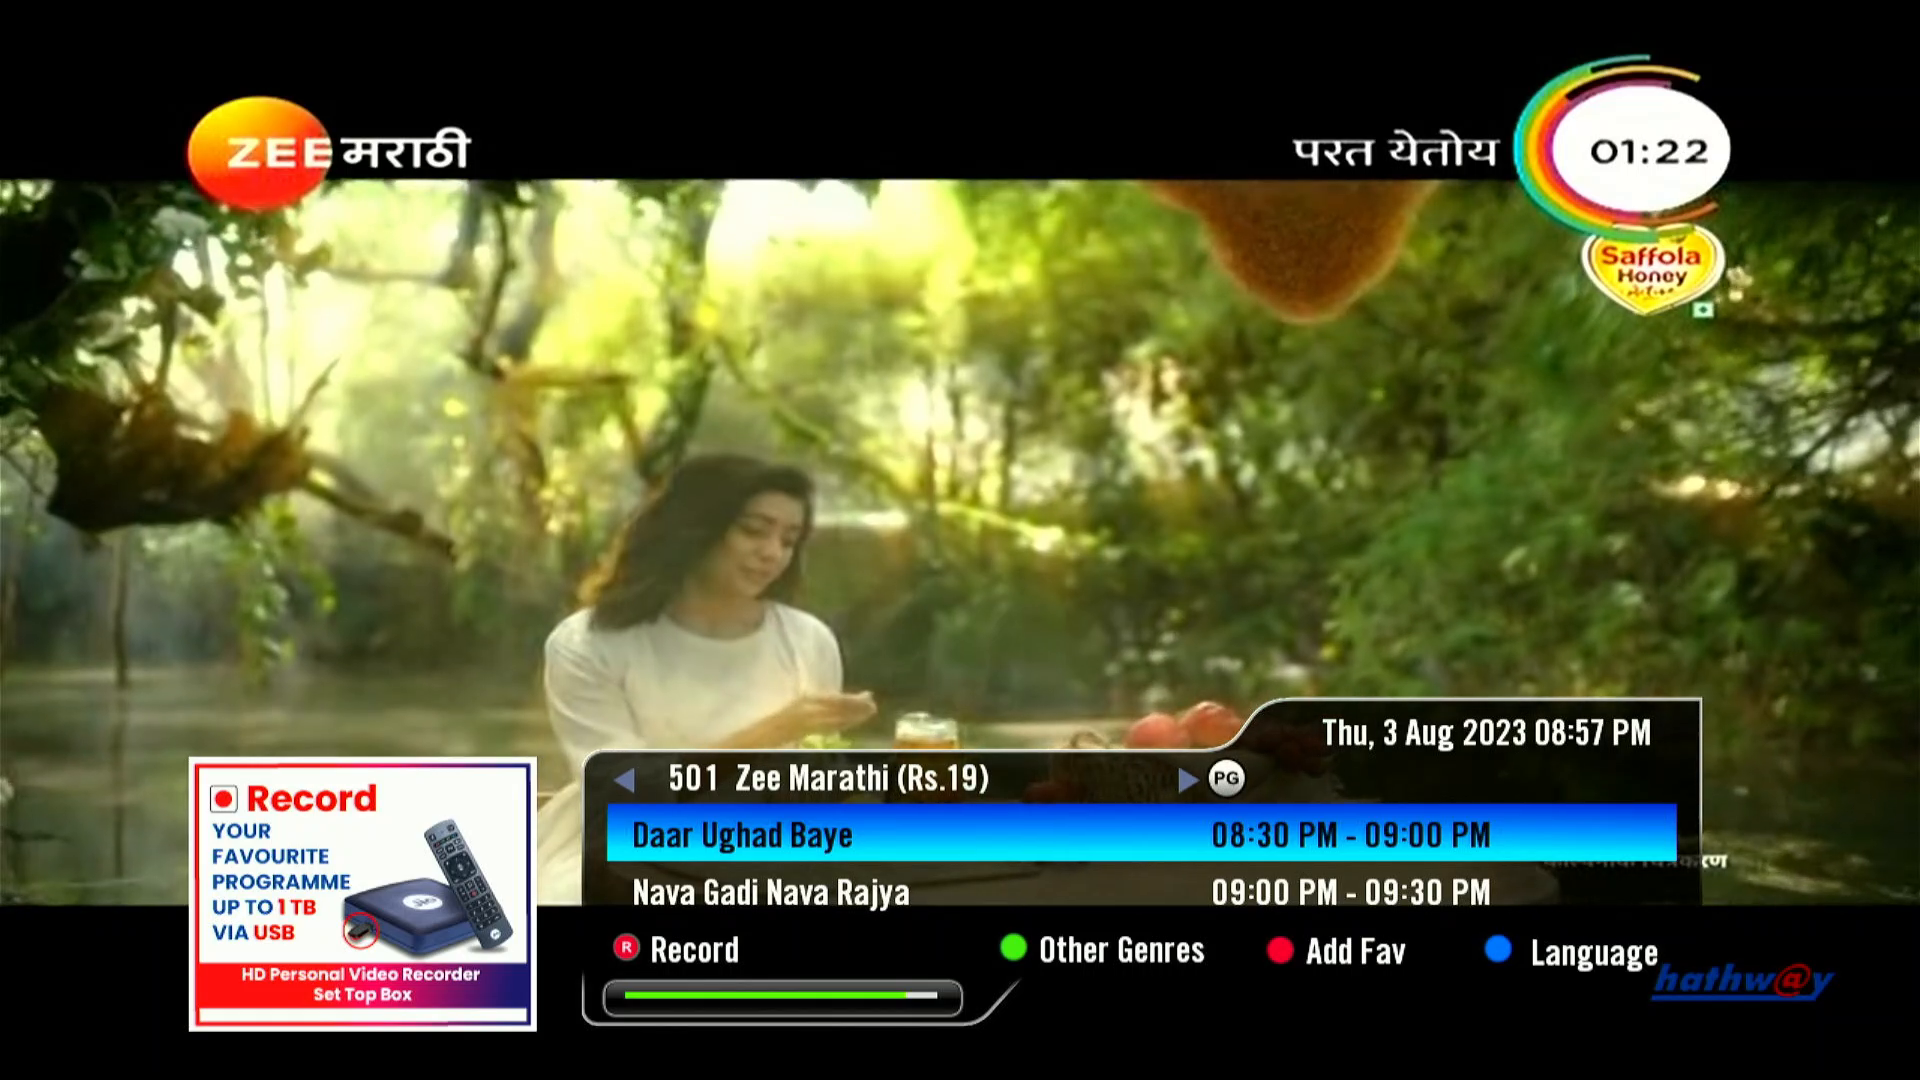 ZEE मराठी
परत येतोय
01:22
Saffola
Honey
Thu, 3 Aug 2023 08:57 PM
501 Zee Marathi (Rs.19)
PG
Daar Ughad Baye 08:30 PM - 09:00 PM
Nava Gadi Nava Rajya 09:00 PM - 09:30 PM
R Record
Other Genres
Add Fav
Language
hathw@y
Record
YOUR
FAVOURITE
PROGRAMME
UP TO 1 TB
VIA USB
Jio
HD Personal Video Recorder
Set Top Box